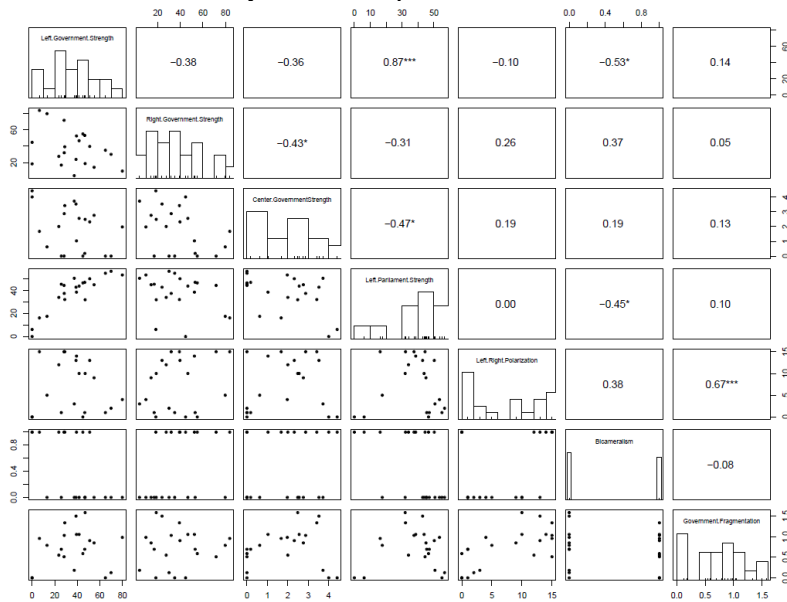 20 40 60 80
0 10 30 50
0.0 0.4 0.8
Left.Government.Strength
−0.38
−0.36
0.87***
−0.10
−0.53*
0.14
0 20 40 60
20 40 60
Right.Government.Strength
−0.43*
−0.31
0.26
0.37
0.05
Center.GovernmentStrength
−0.47*
0.19
0.19
0.13
0 1 2 3 4
0 20 40
Left.Parliament.Strength
0.00
−0.45*
0.10
Left.Right.Polarization
0.38
0.67***
0 5 10 15
0.0 0.4 0.8
Bicameralism
−0.08
Government.Fragmentation
0.0 0.5 1.0 1.5
0 20 40 60 80
0 1 2 3 4
0 5 10 15
0.0 0.5 1.0 1.5